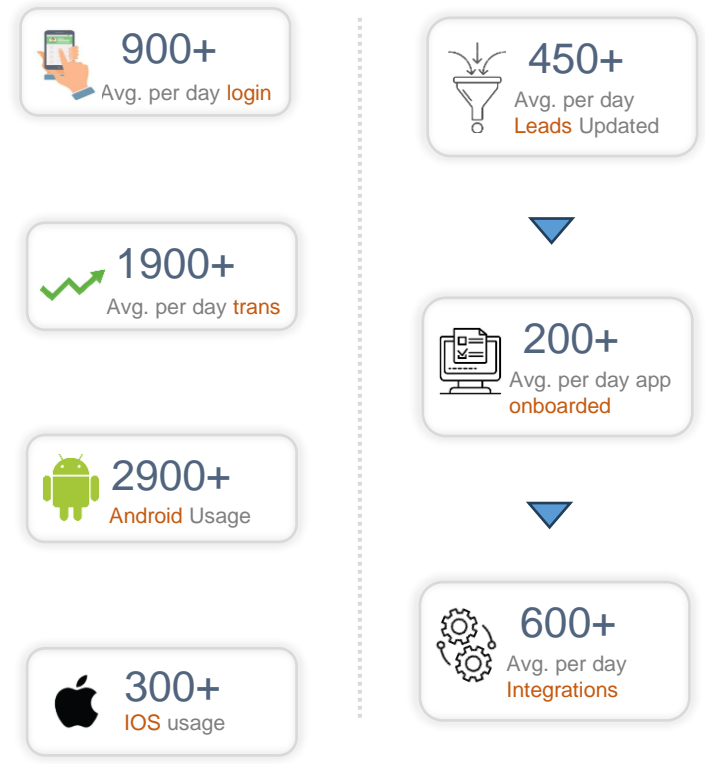 900+
Avg. per day login
1900+
Avg. per day trans
2900+
Android Usage
300+
IOS usage
450+
Avg. per day
Leads Updated
200+
Avg. per day app
onboarded
600+
Avg. per day
Integrations